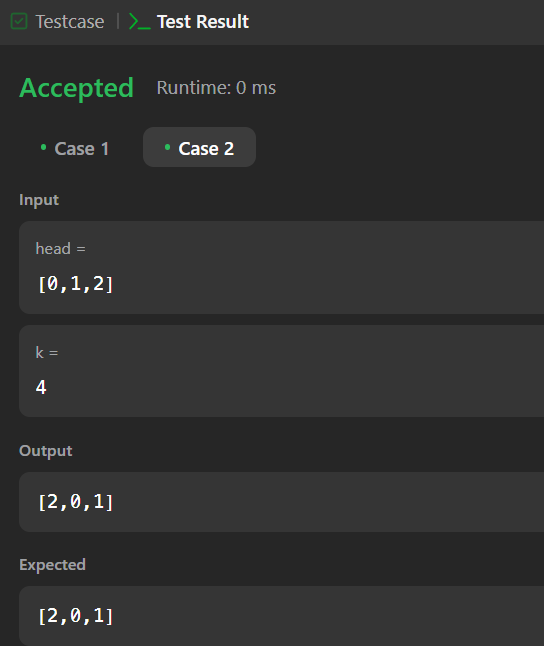 Testcase | Test Result
Accepted Runtime: 0 ms
• Case 1 • Case 2
Input
head =
[0,1,2]
k =
4
Output
[2,0,1]
Expected
[2,0,1]